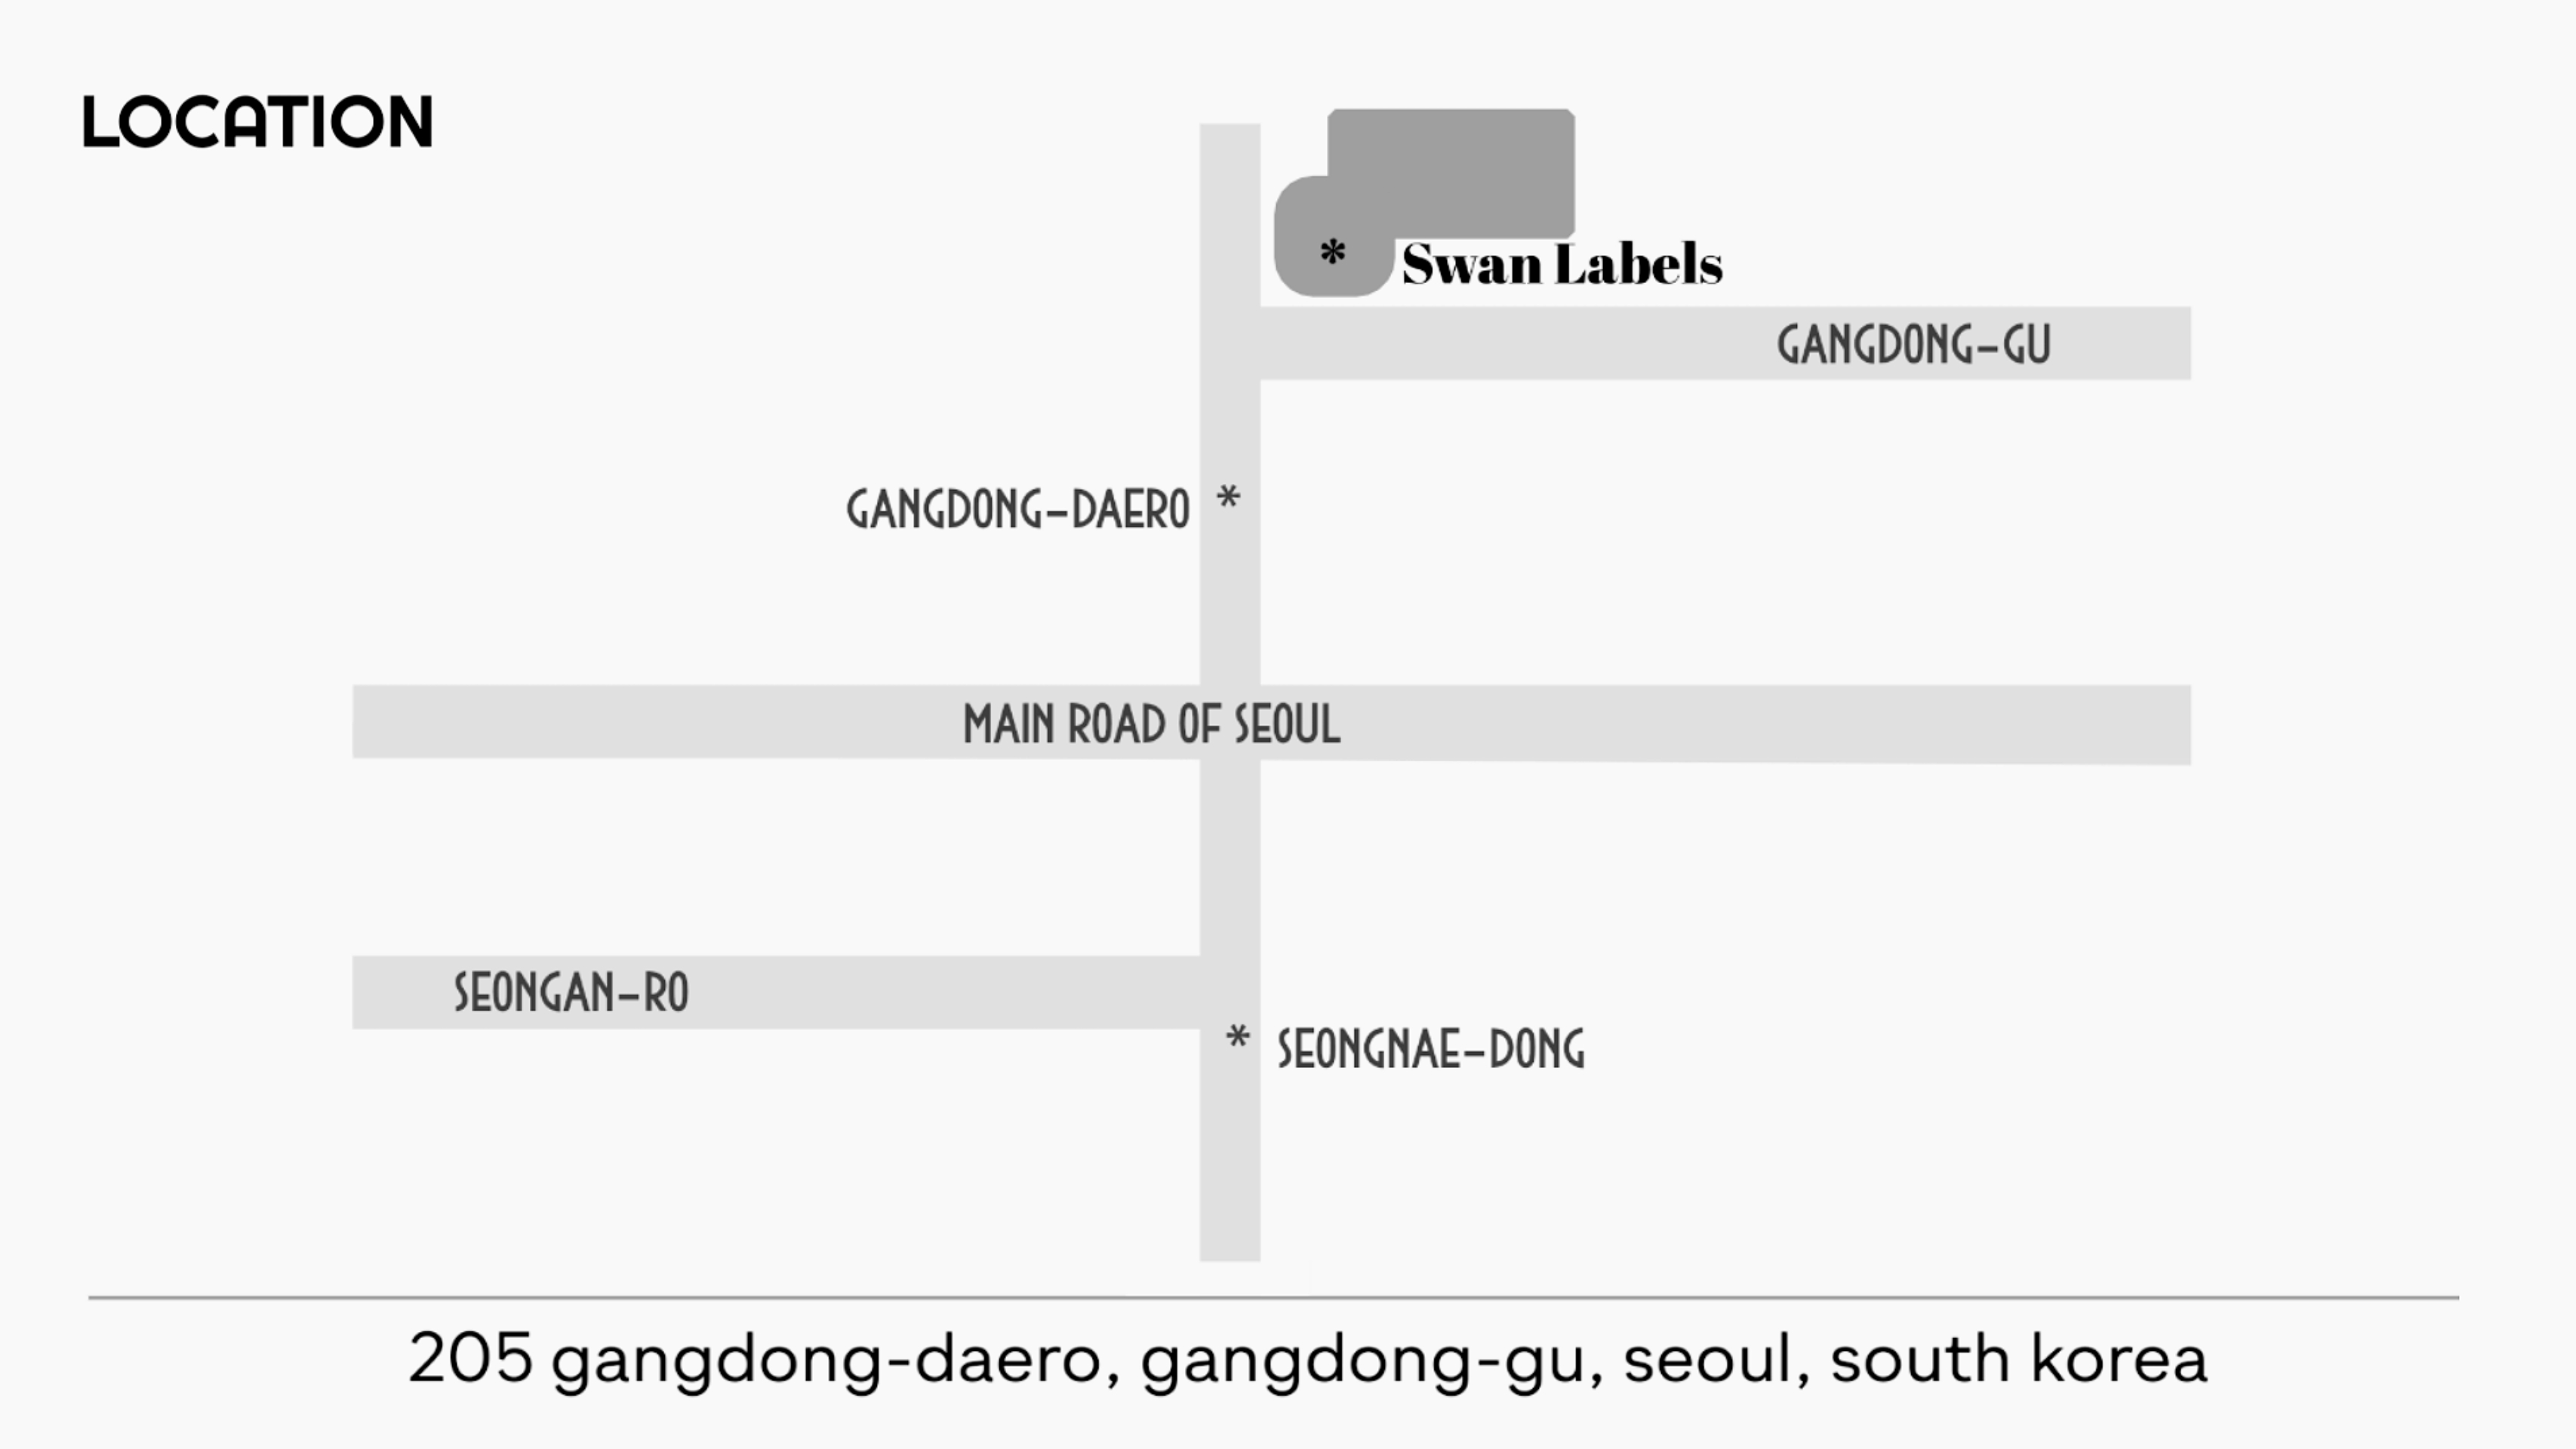 LOCATION
* Swan Labels
GANGDONG-GU
GANGDONG-DAERO *
MAIN ROAD OF SEOUL
SEONGAN-RO
* SEONGNAE-DONG
205 gangdong-daero, gangdong-gu, seoul, south korea